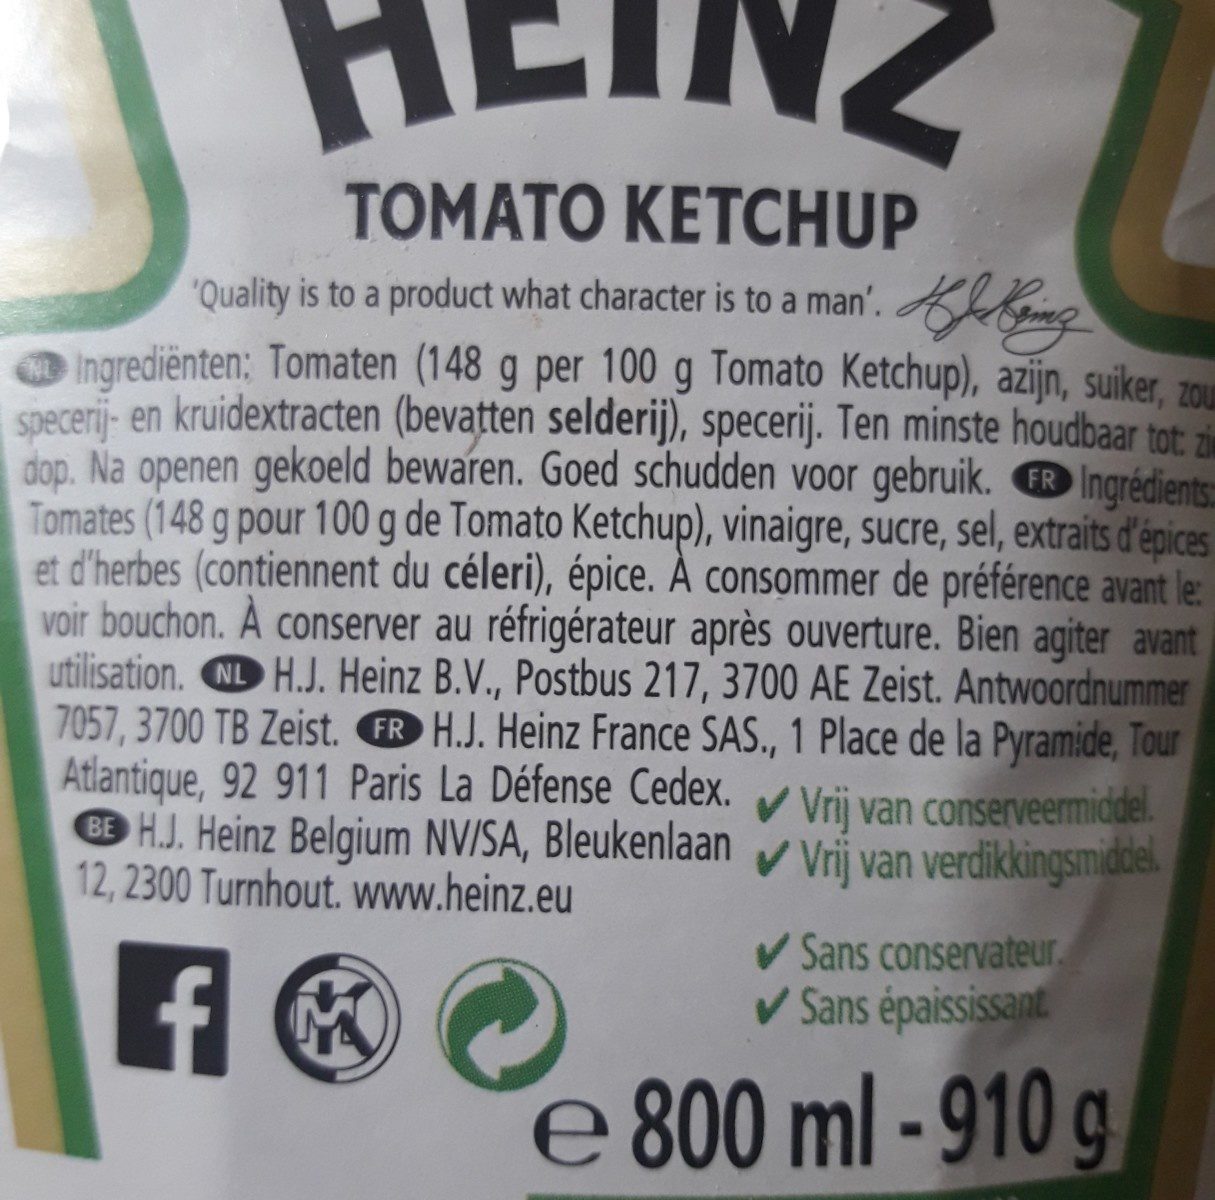 HEINZ
TOMATO KETCHUP
'Quality is to a product what character is to a man'. H.J. Heinz
NL Ingrediënten: Tomaten (148 g per 100 g Tomato Ketchup), azijn, suiker, zou
specerij- en kruidextracten (bevatten selderij), specerij. Ten minste houdbaar tot: zi
dop. Na openen gekoeld bewaren. Goed schudden voor gebruik. FR Ingrédients:
Tomates (148 g pour 100 g de Tomato Ketchup), vinaigre, sucre, sel, extraits d'épices
et d'herbes (contiennent du céleri), épice. À consommer de préférence avant le:
voir bouchon. À conserver au réfrigérateur après ouverture. Bien agiter avant
utilisation. NL H.J. Heinz B.V., Postbus 217, 3700 AE Zeist. Antwoordnummer
7057, 3700 TB Zeist. FR H.J. Heinz France SAS., 1 Place de la Pyramide, Tour
Atlantique, 92 911 Paris La Défense Cedex.
BE H.J. Heinz Belgium NV/SA, Bleukenlaan
12, 2300 Turnhout. www.heinz.eu
✔ Vrij van conserveermiddel.
✔ Vrij van verdikkingsmiddel.
✔ Sans conservateur.
✔ Sans épaississant.
f
e 800 ml - 910 g